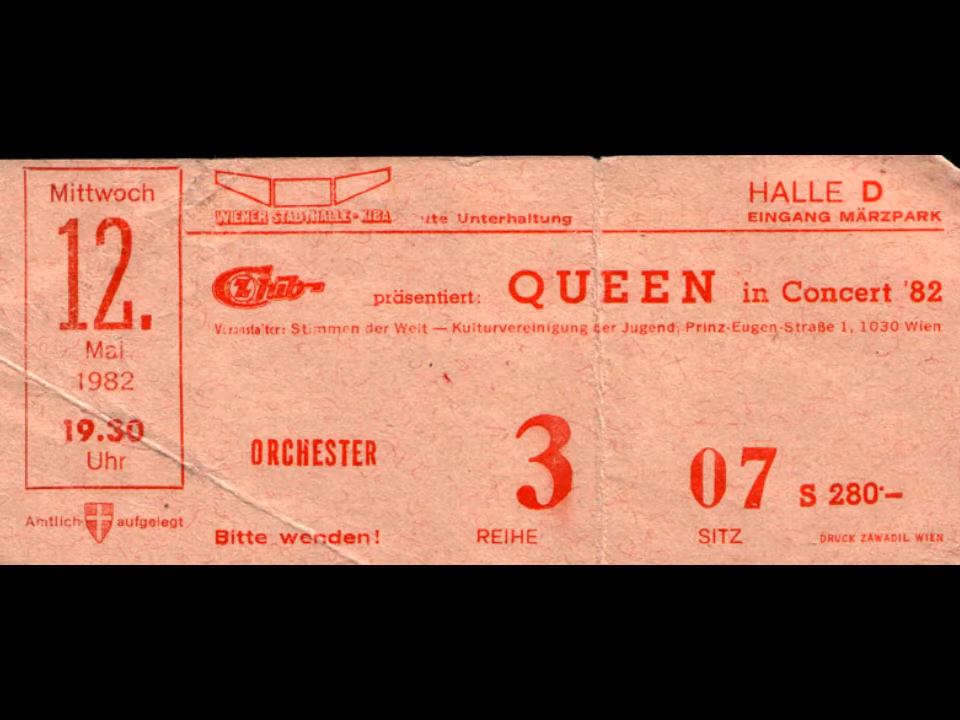 Mittwoch
12.
Mai
1982
19.30
Uhr
Amtlich aufgelegt
WIENER STADTHALLE-KIBA
Unterhaltung
HALLE D
EINGANG MÄRZPARK
Club
präsentiert: QUEEN in Concert '82
Veranstalter: Stimmen der Welt — Kulturvereinigung der Jugend, Prinz-Eugen-Straße 1, 1030 Wien
ORCHESTER
3
07
S 280·–
Bitte wenden!
REIHE
SITZ
DRUCK ZAWADIL WIEN